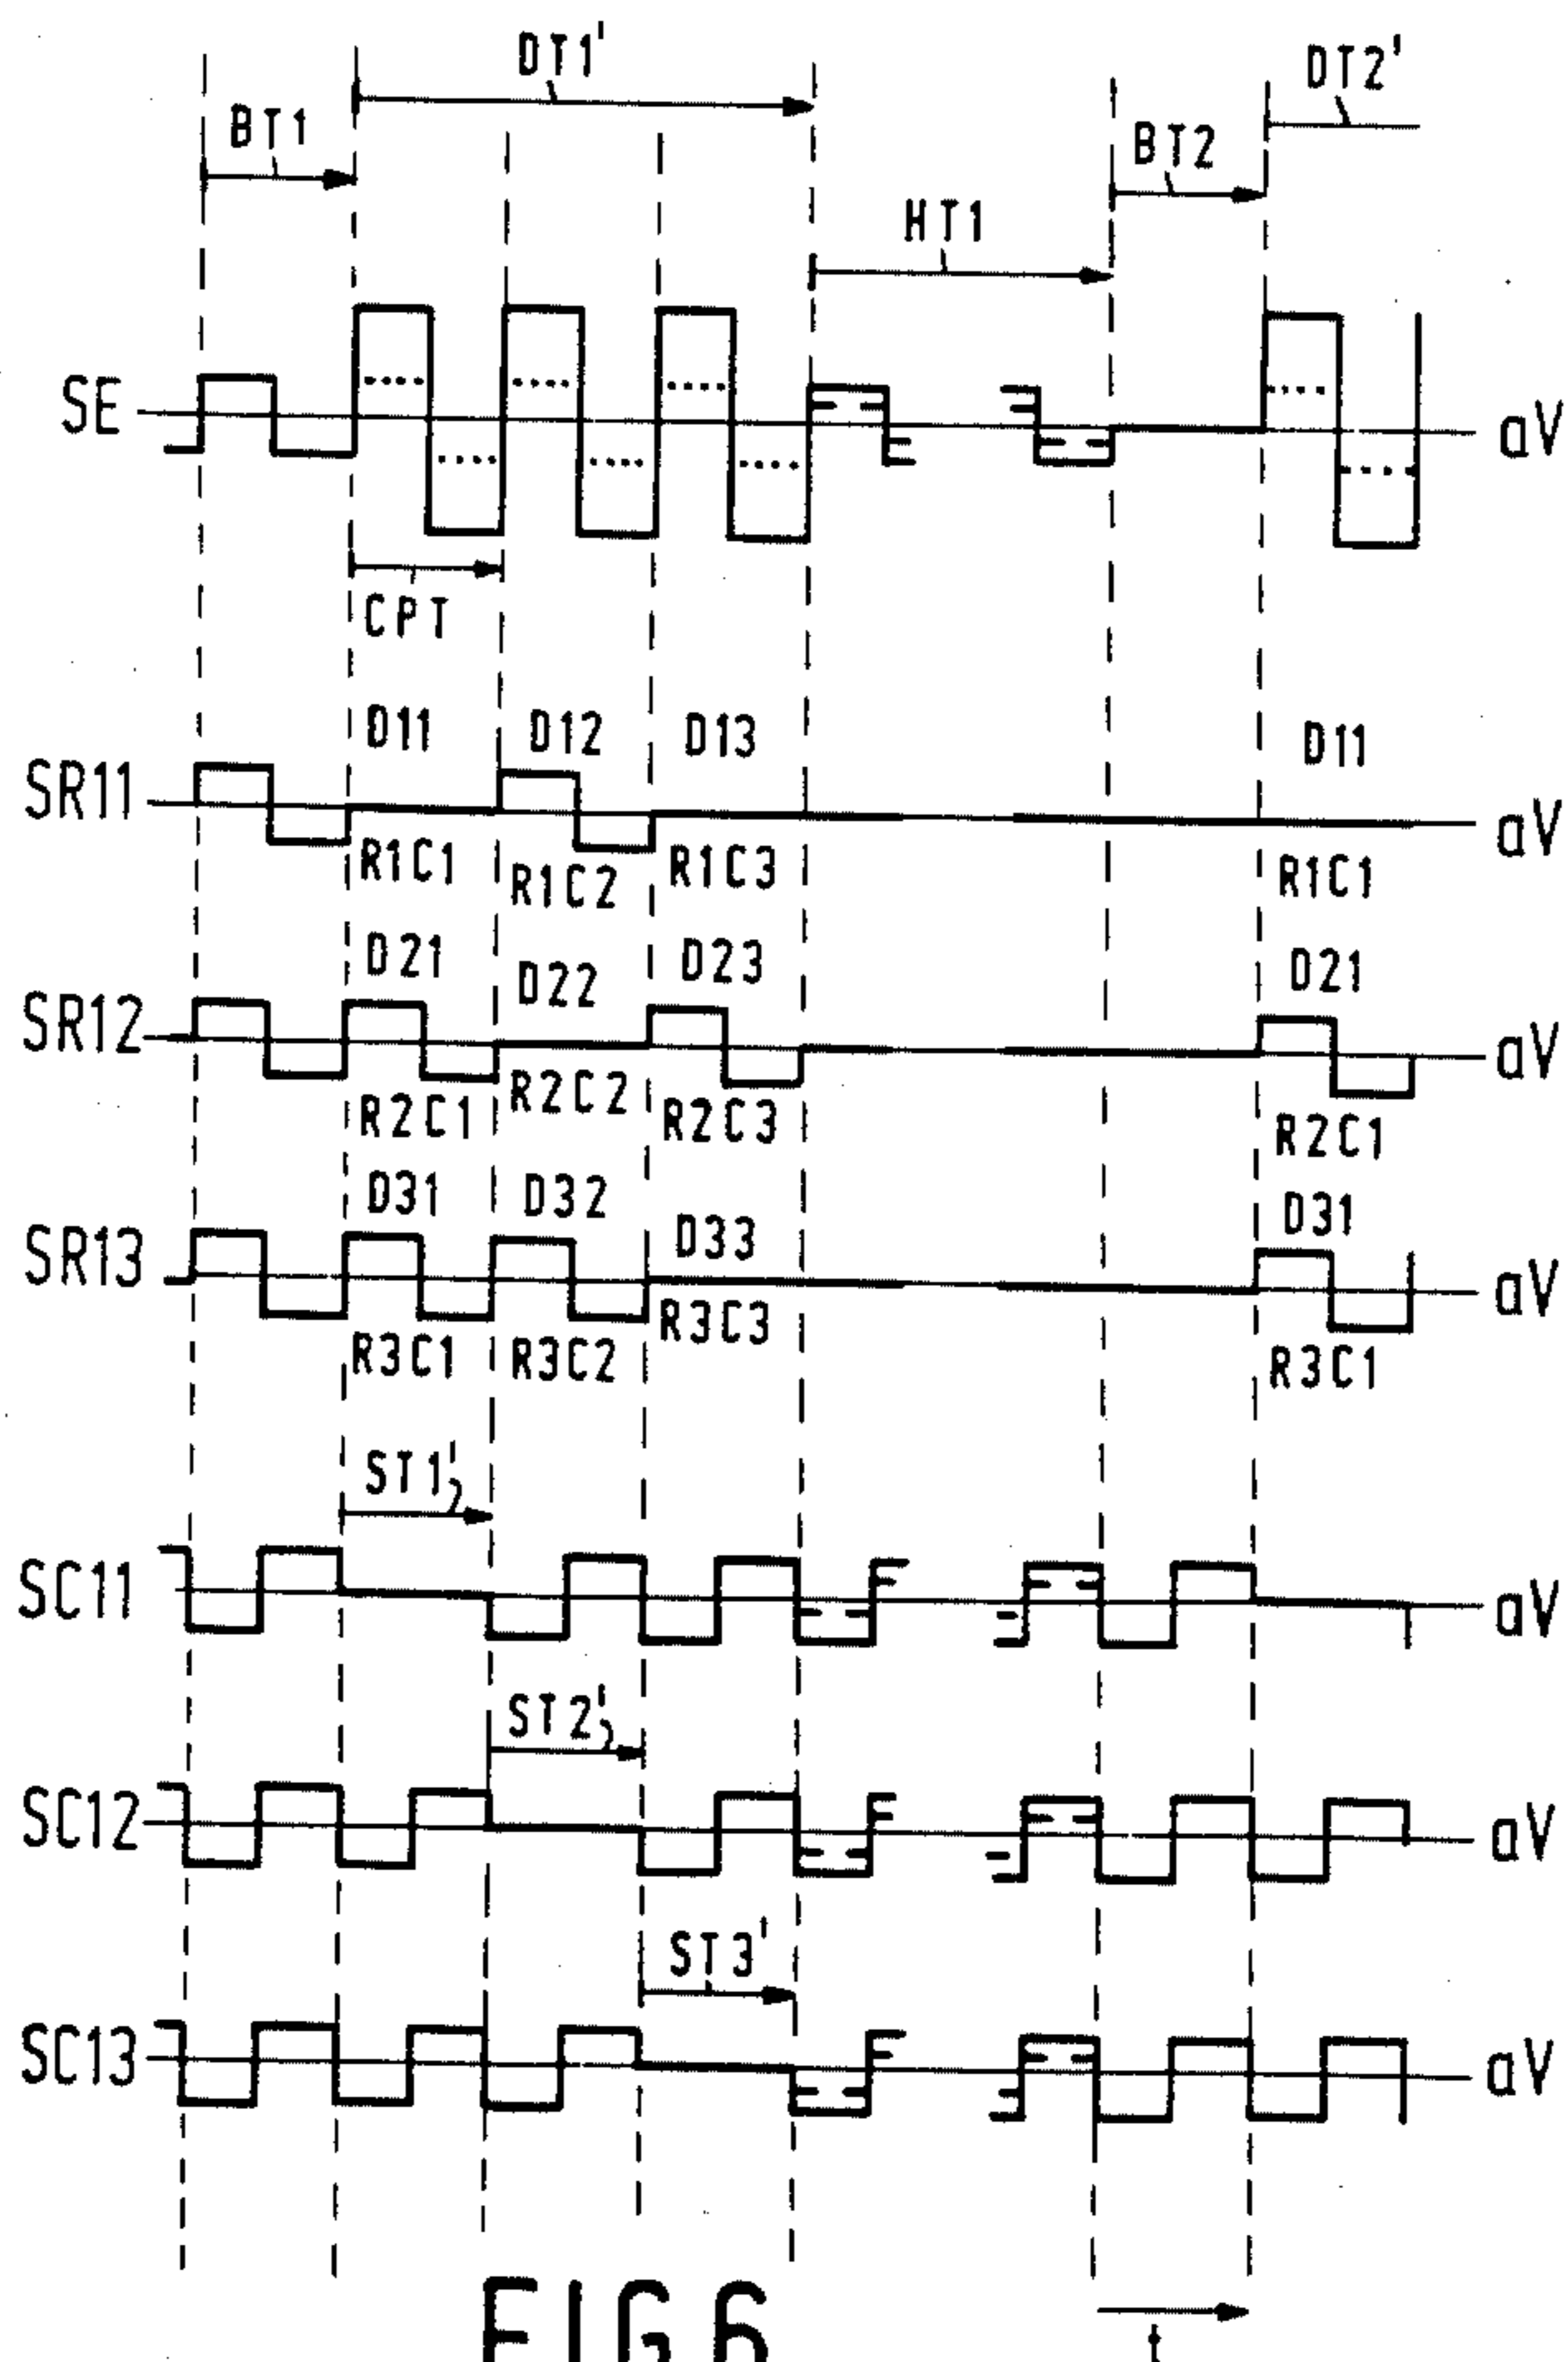 DT1'
DT2'
BT1
BT2
HT1
SE
aV
CPT
D11
D12
D13
D11
SR11
aV
R1C1
R1C2
R1C3
R1C1
D21
D22
D23
D21
SR12
aV
R2C1
R2C2
R2C3
R2C1
D31
D32
D33
D31
SR13
aV
R3C1
R3C2
R3C3
R3C1
ST1'
SC11
aV
ST2'
SC12
aV
ST3'
SC13
aV
FIG.6
t